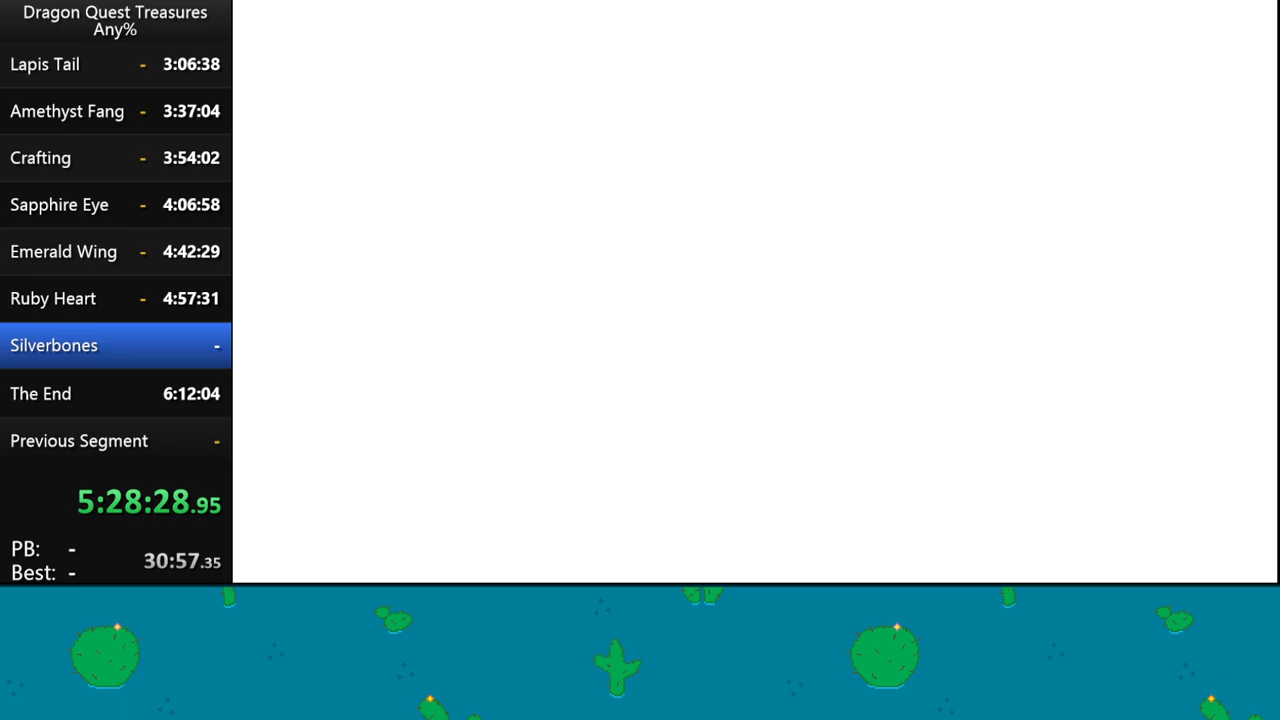 Dragon Quest Treasures
Any%
Lapis Tail - 3:06:38
Amethyst Fang - 3:37:04
Crafting - 3:54:02
Sapphire Eye - 4:06:58
Emerald Wing - 4:42:29
Ruby Heart - 4:57:31
Silverbones -
The End 6:12:04
Previous Segment -
5:28:28.95
PB: -
Best: -
30:57.35